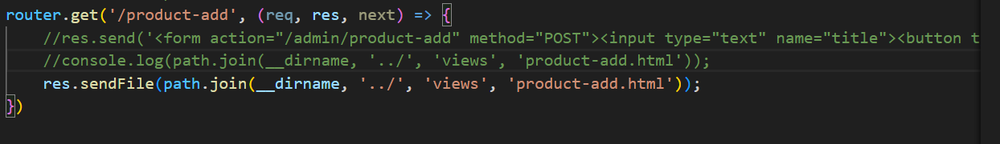 router.get('/product-add', (req, res, next) => {
//res.send('<form action="/admin/product-add" method="POST"><input type="text" name="title"><button t
//console.log(path.join(__dirname, '../', 'views', 'product-add.html'));
res.sendFile(path.join(__dirname, '../', 'views', 'product-add.html'));
})